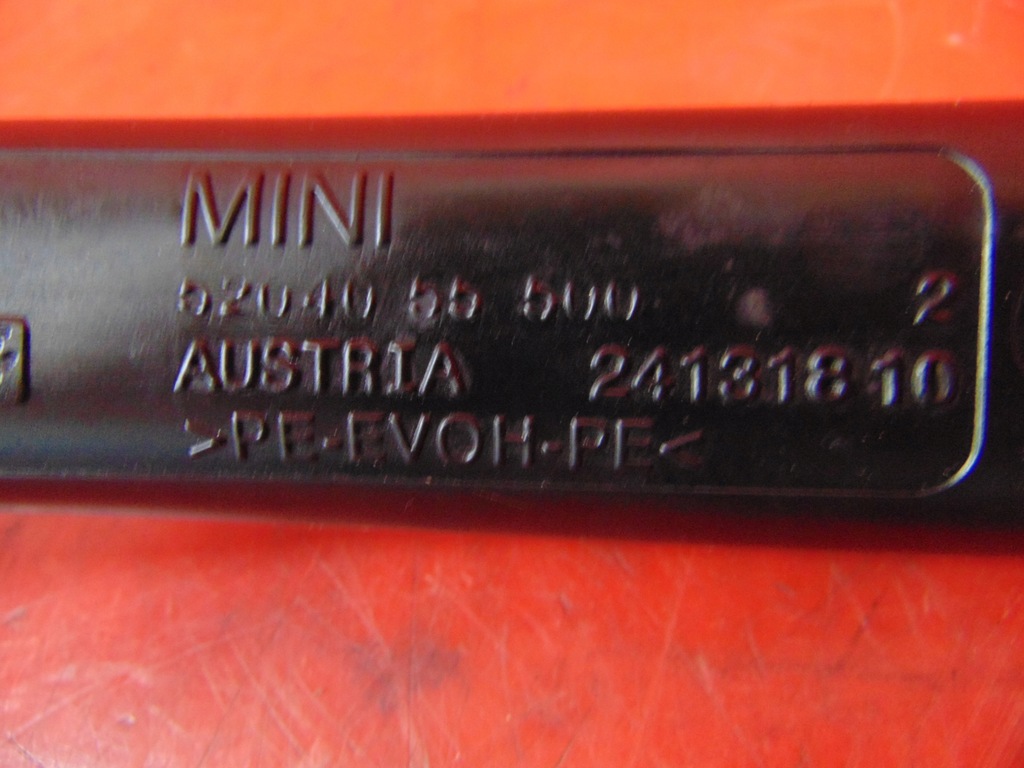 MINI
52040 55 500 2
AUSTRIA 24131810
>PE-EVOH-PE<